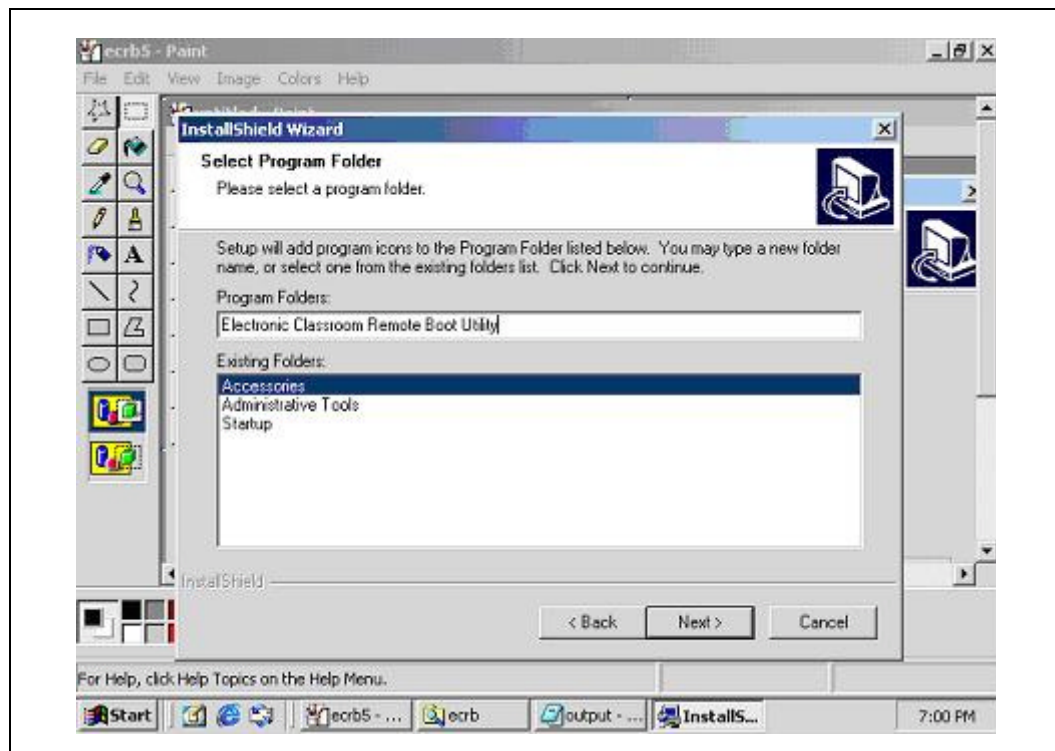 ecrb5 - Paint
File Edit View Image Colors Help
InstallShield Wizard
Select Program Folder
Please select a program folder.
Setup will add program icons to the Program Folder listed below. You may type a new folder
name, or select one from the existing folders list. Click Next to continue.
Program Folders:
Electronic Classroom Remote Boot Utility
Existing Folders:
Accessories
Administrative Tools
Startup
InstallShield
< Back Next > Cancel
For Help, click Help Topics on the Help Menu.
Start ecrb5 - ... ecrb output - ... InstallS... 7:00 PM